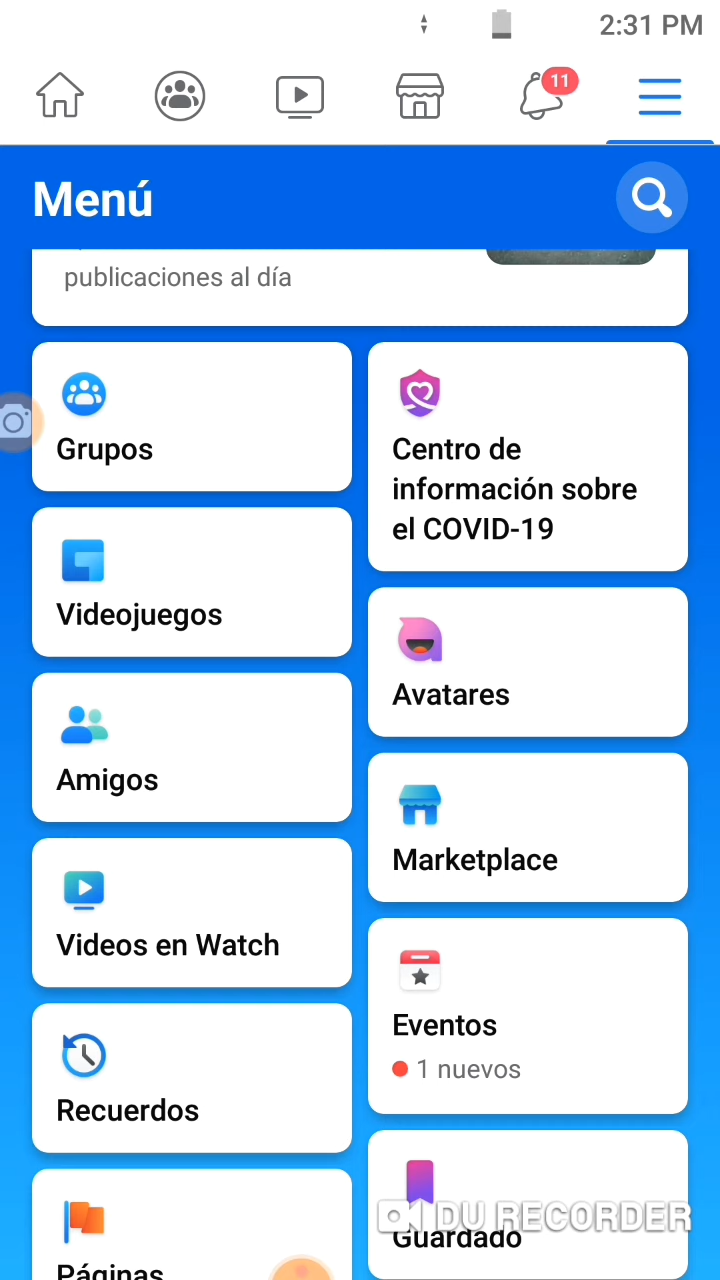 2:31 PM
11
Menú
publicaciones al día
Grupos
Centro de
información sobre
el COVID-19
Videojuegos
Avatares
Amigos
Marketplace
Videos en Watch
Eventos
1 nuevos
Recuerdos
Guardado
DU RECORDER
Páginas